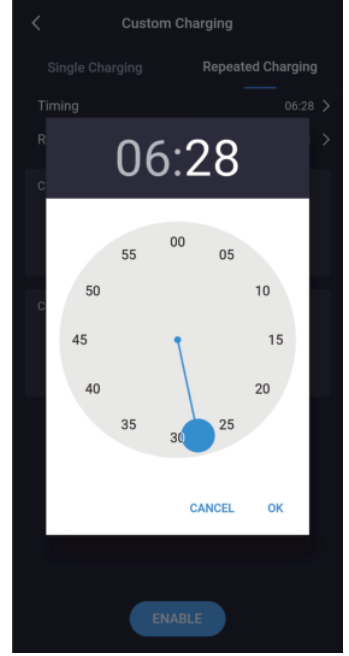 Custom Charging
Single Charging Repeated Charging
Timing 06:28
R
06:28
C
C
00
55 05
50 10
45 15
40 20
35 25
30
CANCEL OK
ENABLE